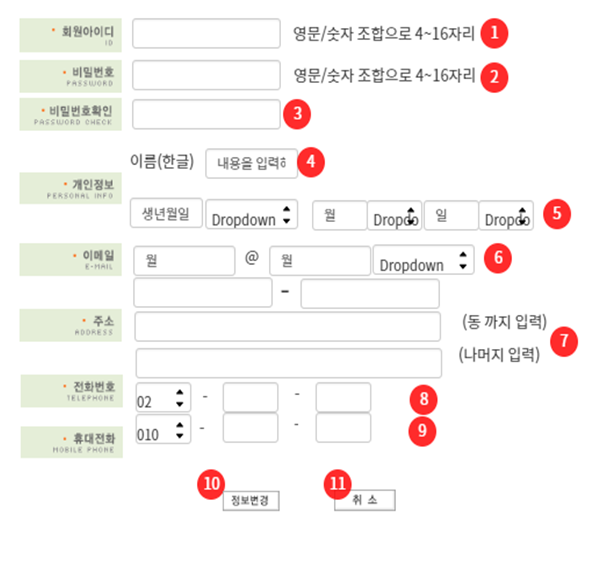 • 회원아이디 영문/숫자 조합으로 4~16자리 1
ID
• 비밀번호 영문/숫자 조합으로 4~16자리 2
PASSWORD
• 비밀번호확인 3
PASSWORD CHECK
이름(한글) 내용을 입력하 4
• 개인정보
PERSONAL INFO
생년월일 Dropdown 월 Dropdo 일 Dropdo 5
• 이메일 월 @ 월 Dropdown 6
E-MAIL
-
• 주소 (동 까지 입력)
ADDRESS
7
(나머지 입력)
• 전화번호 02 - - 8
TELEPHONE
• 휴대전화 010 - - 9
MOBILE PHONE
10 11
정보변경 취 소